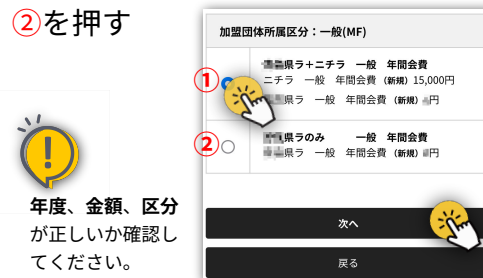 ②を押す
年度、金額、区分
が正しいか確認し
てください。
加盟団体所属区分：一般(MF)
①
県ラ＋ニチラ 一般 年間会費
ニチラ 一般 年間会費 (新規) 15,000円
県ラ 一般 年間会費 (新規) 円
②
県ラのみ 一般 年間会費
県ラ 一般 年間会費 (新規) 円
次へ
戻る